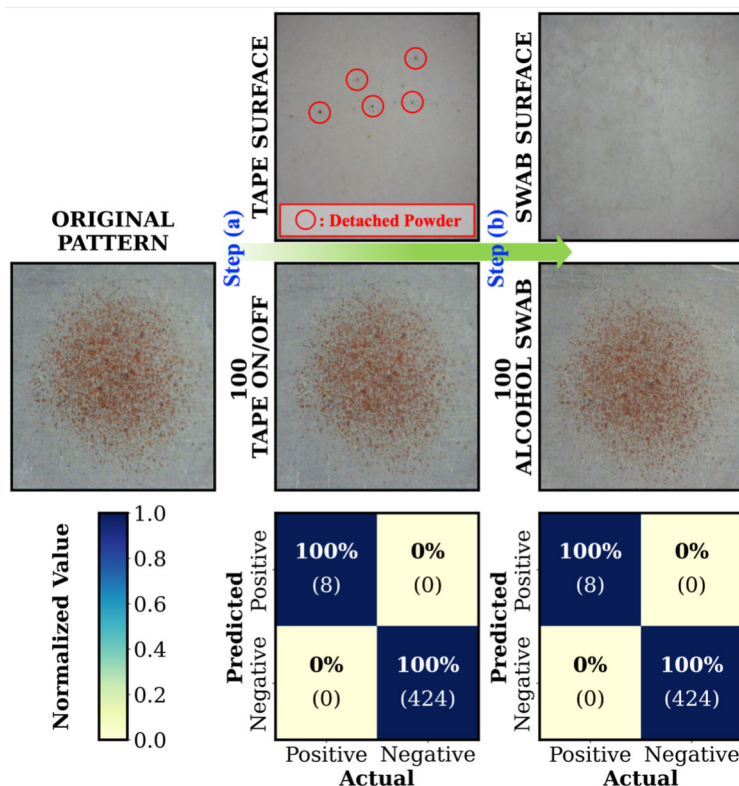 TAPE SURFACE
○: Detached Powder
SWAB SURFACE
ORIGINAL
PATTERN
Step (a)
Step (b)
100
TAPE ON/OFF
100
ALCOHOL SWAB
Normalized Value
1.0
0.8
0.6
0.4
0.2
0.0
Predicted
Positive
Negative
100%
(8)
0%
(0)
0%
(0)
100%
(424)
Positive
Negative
Actual
Predicted
Positive
Negative
100%
(8)
0%
(0)
0%
(0)
100%
(424)
Positive
Negative
Actual